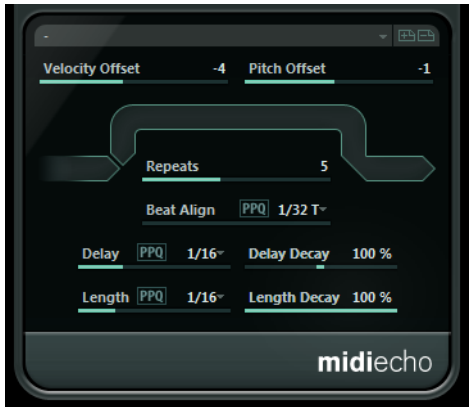 -
Velocity Offset -4 Pitch Offset -1
Repeats 5
Beat Align PPQ 1/32 T
Delay PPQ 1/16 Delay Decay 100 %
Length PPQ 1/16 Length Decay 100 %
midiecho